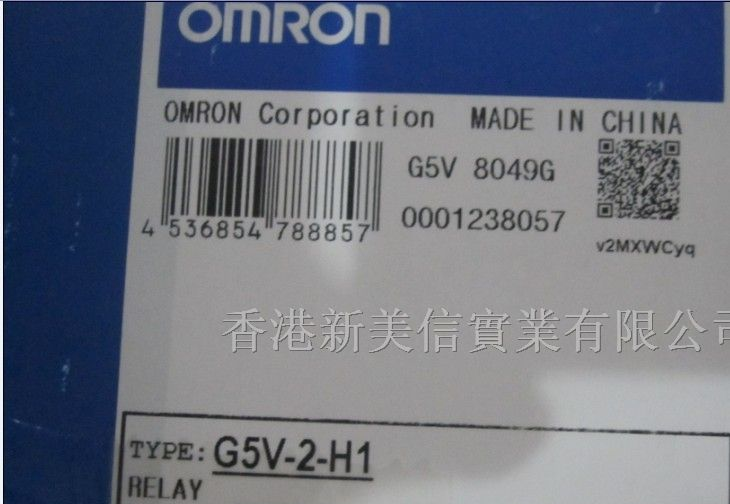 OMRON
OMRON Corporation MADE IN CHINA
G5V 8049G
0001238057
4 536854 788857
v2MXWCyq
香港新美信實業有限公司
TYPE: G5V-2-H1
RELAY